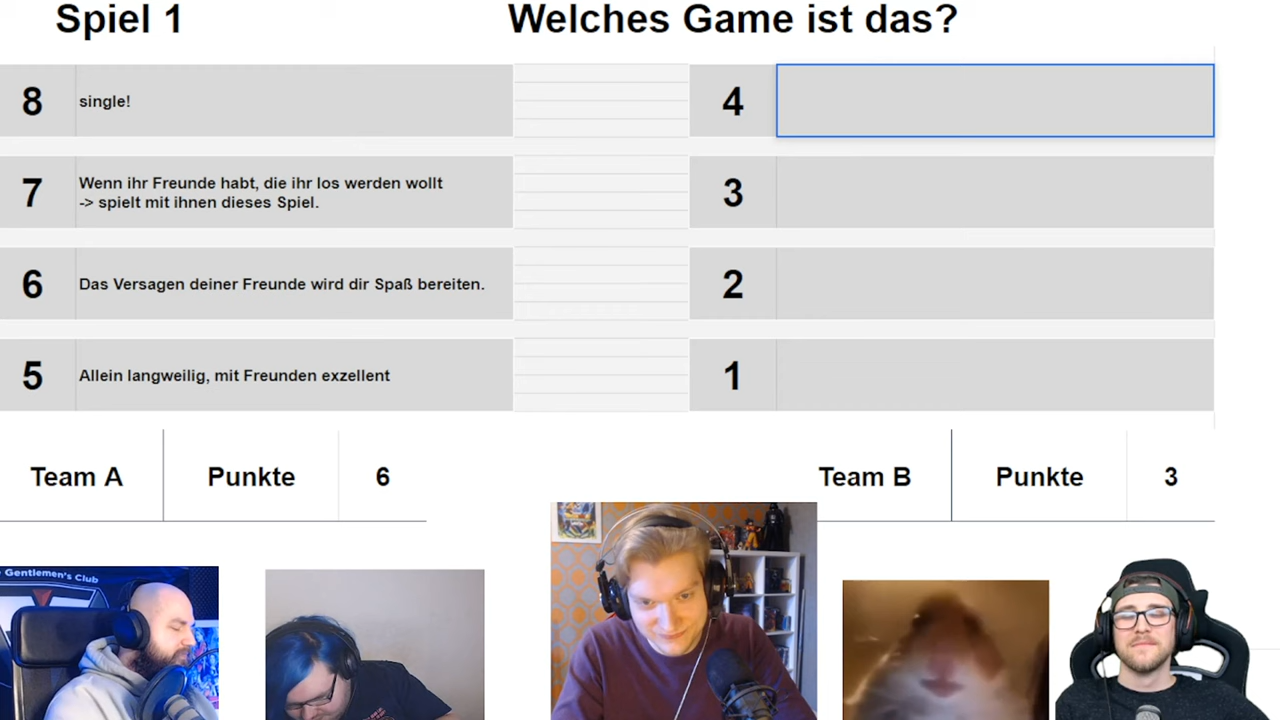 Spiel 1
Welches Game ist das?
8
single!
4
7
Wenn ihr Freunde habt, die ihr los werden wollt
-> spielt mit ihnen dieses Spiel.
3
6
Das Versagen deiner Freunde wird dir Spaß bereiten.
2
5
Allein langweilig, mit Freunden exzellent
1
Team A
Punkte
6
Team B
Punkte
3
Gentlemen's Club